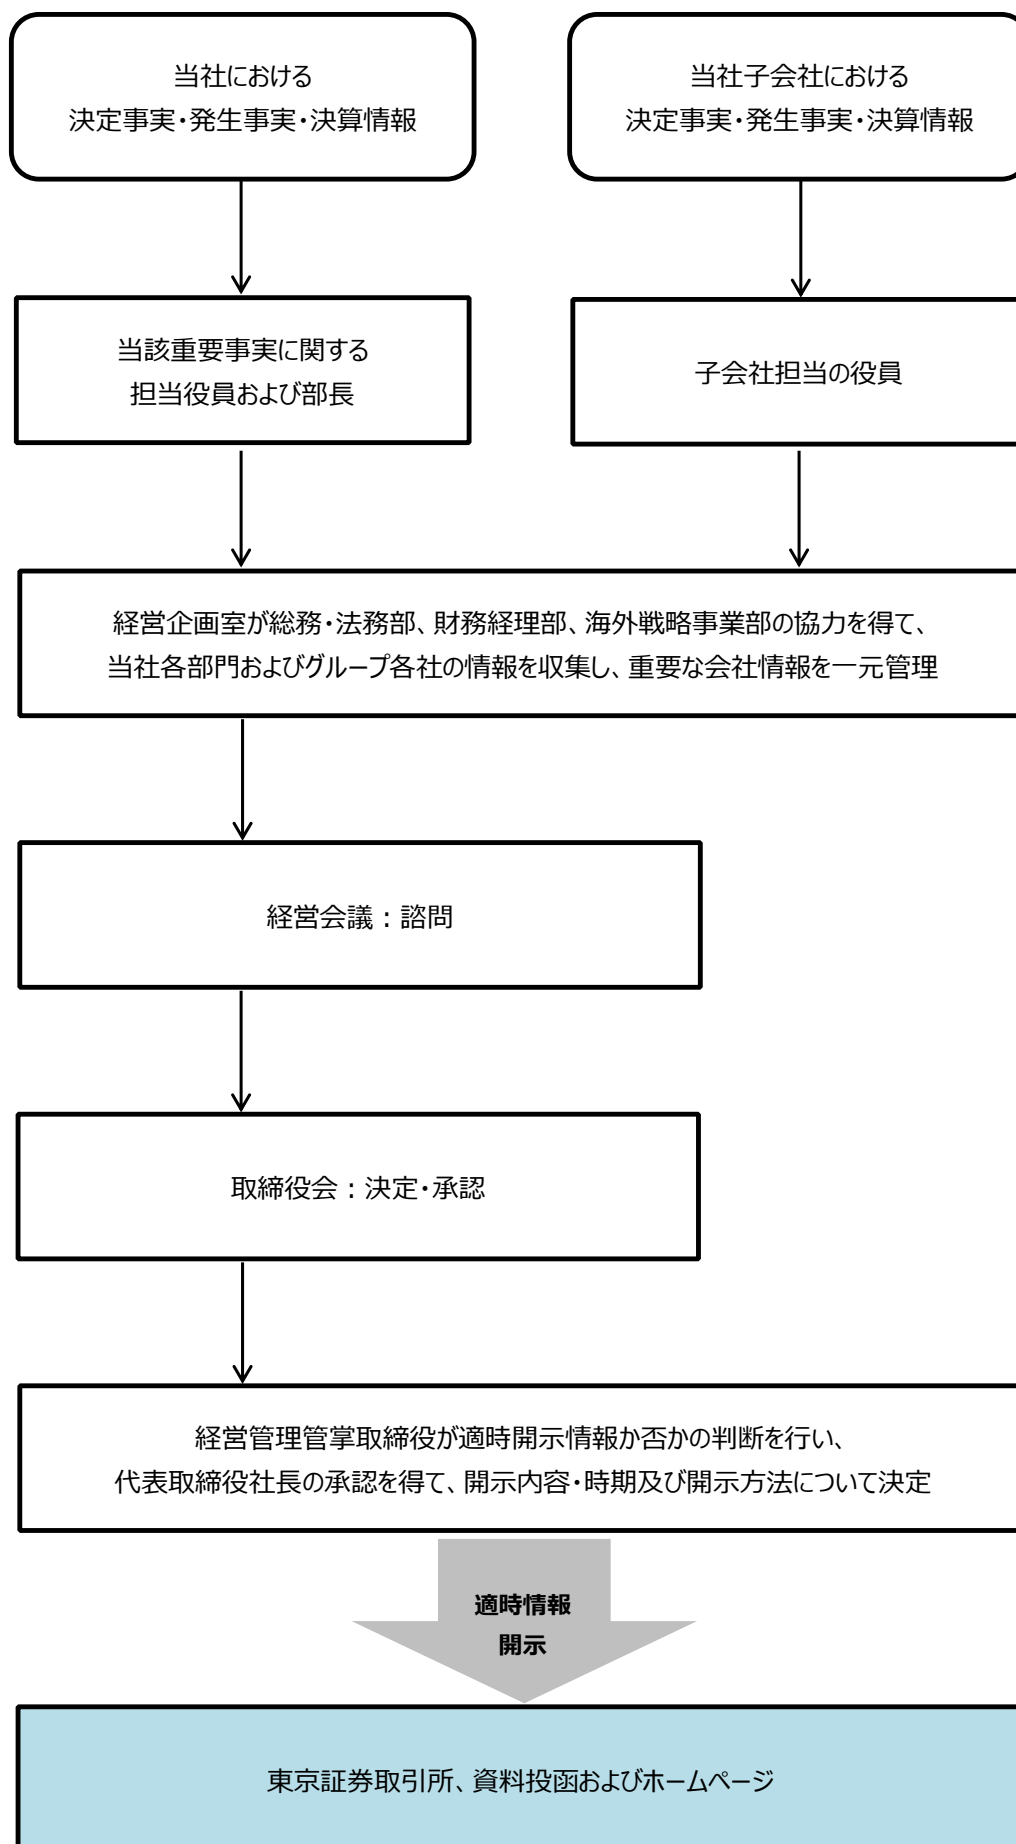 当社における
決定事実・発生事実・決算情報
当社子会社における
決定事実・発生事実・決算情報
当該重要事実に関する
担当役員および部長
子会社担当の役員
経営企画室が総務・法務部、財務経理部、海外戦略事業部の協力を得て、
当社各部門およびグループ各社の情報を収集し、重要な会社情報を一元管理
経営会議：諮問
取締役会：決定・承認
経営管理管掌取締役が適時開示情報か否かの判断を行い、
代表取締役社長の承認を得て、開示内容・時期及び開示方法について決定
適時情報
開示
東京証券取引所、資料投函およびホームページ